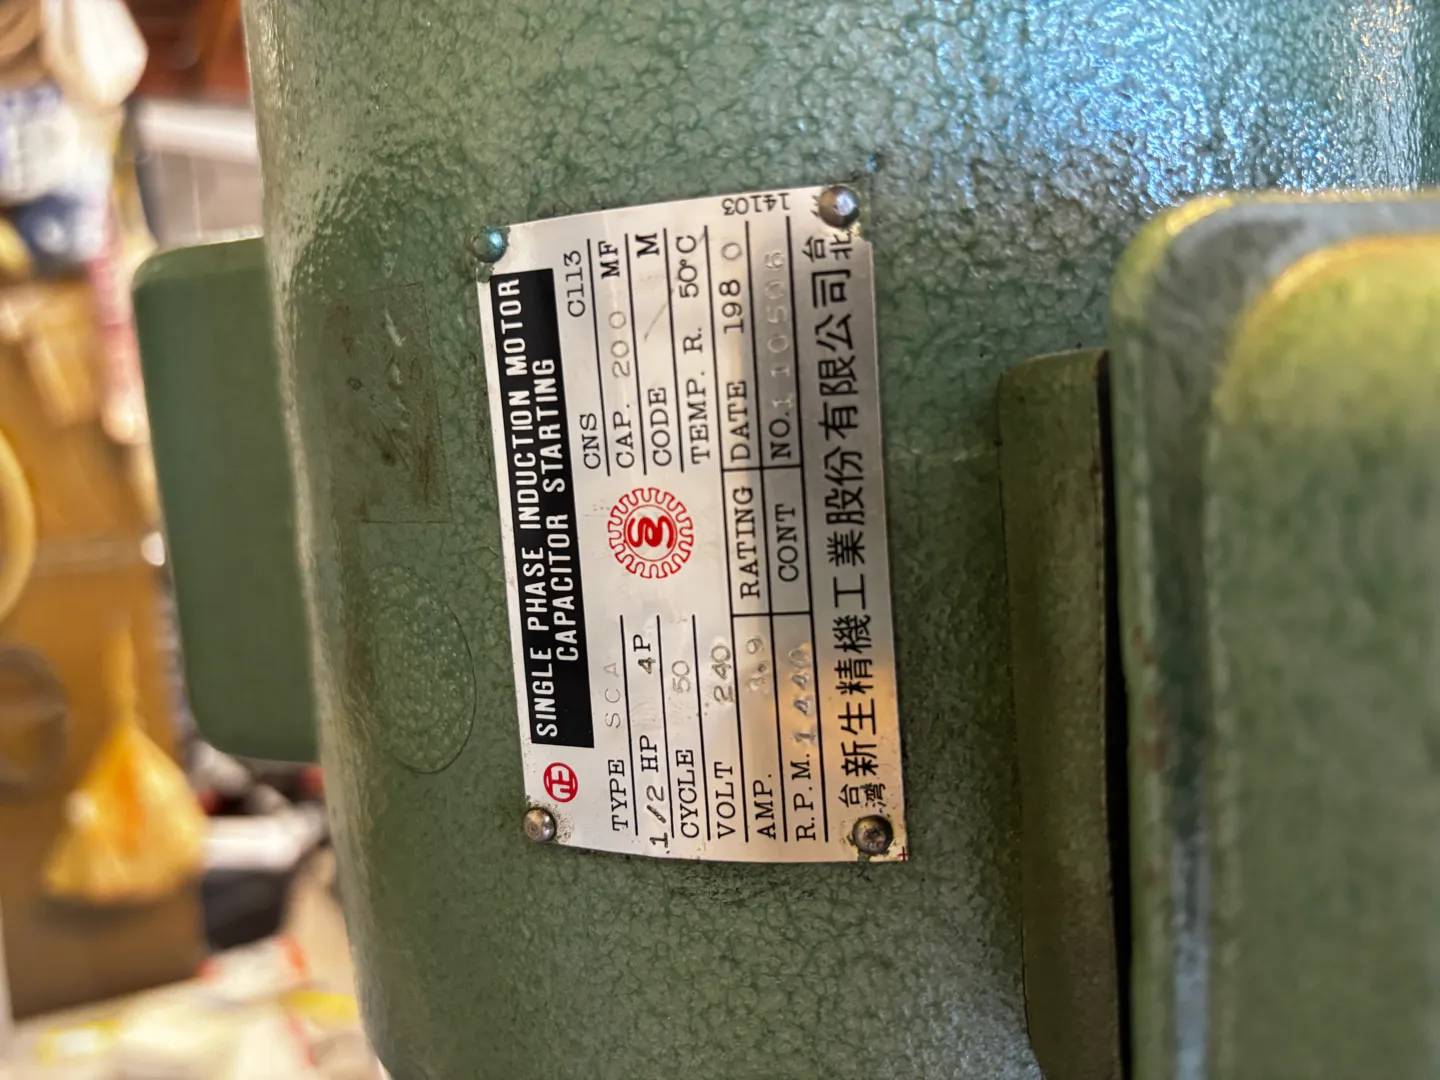 SINGLE PHASE INDUCTION MOTOR
CAPACITOR STARTING
正
TYPE SCA
1/2 HP 4P
CYCLE 50
VOLT 240
AMP. 3.9
R.P.M. 1440
RATING
CONT
CNS C113
CAP. 200 MF
CODE M
TEMP. R. 50°C
DATE 1980
NO. 110506
台灣新生精機工業股份有限公司台北
14103